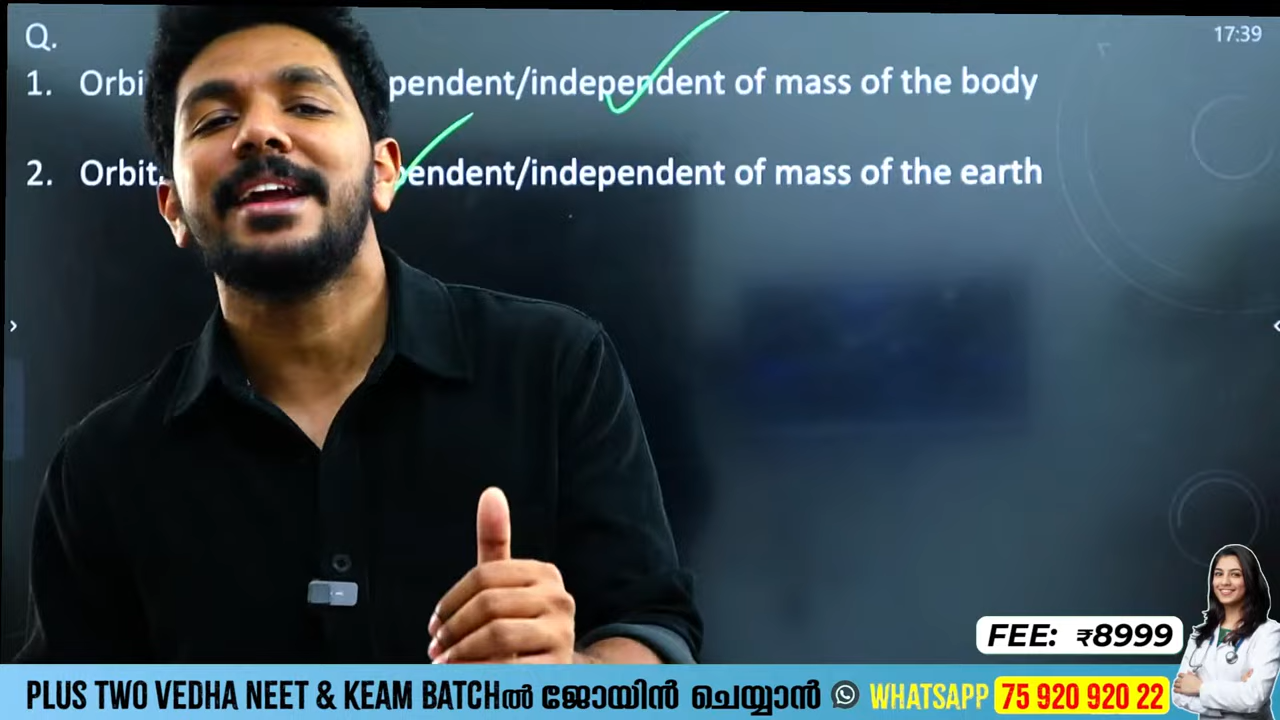 Q.
17:39
1. Orbi pendent/independent of mass of the body
2. Orbit pendent/independent of mass of the earth
FEE: ₹8999
PLUS TWO VEDHA NEET & KEAM BATCHൽ ജോയിൻ ചെയ്യാൻ WHATSAPP 75 920 920 22